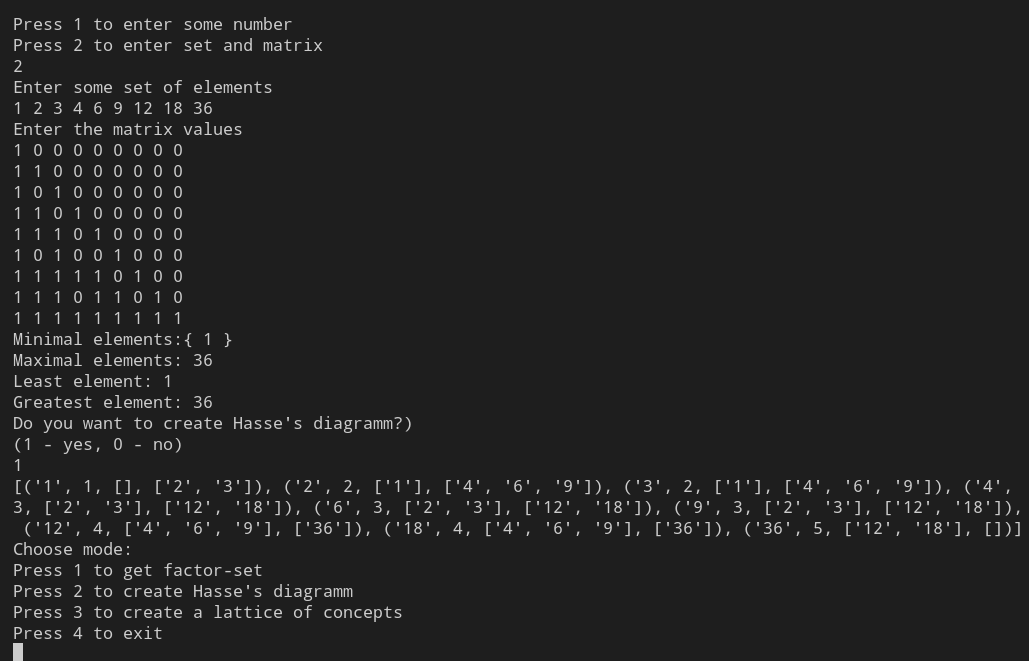 Press 1 to enter some number
Press 2 to enter set and matrix
2
Enter some set of elements
1 2 3 4 6 9 12 18 36
Enter the matrix values
1 0 0 0 0 0 0 0 0
1 1 0 0 0 0 0 0 0
1 0 1 0 0 0 0 0 0
1 1 0 1 0 0 0 0 0
1 1 1 0 1 0 0 0 0
1 0 1 0 0 1 0 0 0
1 1 1 1 1 0 1 0 0
1 1 1 0 1 1 0 1 0
1 1 1 1 1 1 1 1 1
Minimal elements:{ 1 }
Maximal elements: 36
Least element: 1
Greatest element: 36
Do you want to create Hasse's diagramm?)
(1 - yes, 0 - no)
1
[('1', 1, [], ['2', '3']), ('2', 2, ['1'], ['4', '6', '9']), ('3', 2, ['1'], ['4', '6', '9']), ('4',
3, ['2', '3'], ['12', '18']), ('6', 3, ['2', '3'], ['12', '18']), ('9', 3, ['2', '3'], ['12', '18']),
('12', 4, ['4', '6', '9'], ['36']), ('18', 4, ['4', '6', '9'], ['36']), ('36', 5, ['12', '18'], [])]
Choose mode:
Press 1 to get factor-set
Press 2 to create Hasse's diagramm
Press 3 to create a lattice of concepts
Press 4 to exit